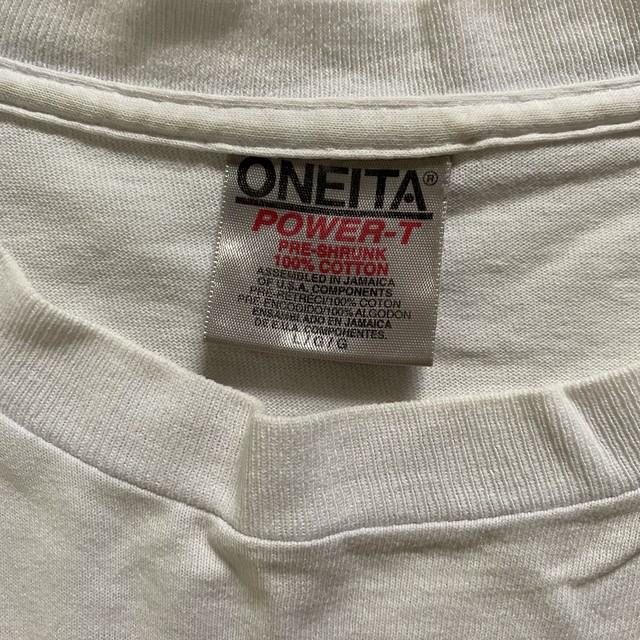 ONEITA®
POWER-T
PRE-SHRUNK
100% COTTON
ASSEMBLED IN JAMAICA
OF U.S.A. COMPONENTS
PRE-RETRECI/100% COTON
PRE-ENCOGIDO/100% ALGODON
ENSAMBLADO EN JAMAICA
DE E.U.A. COMPONENTES.
L/G/G